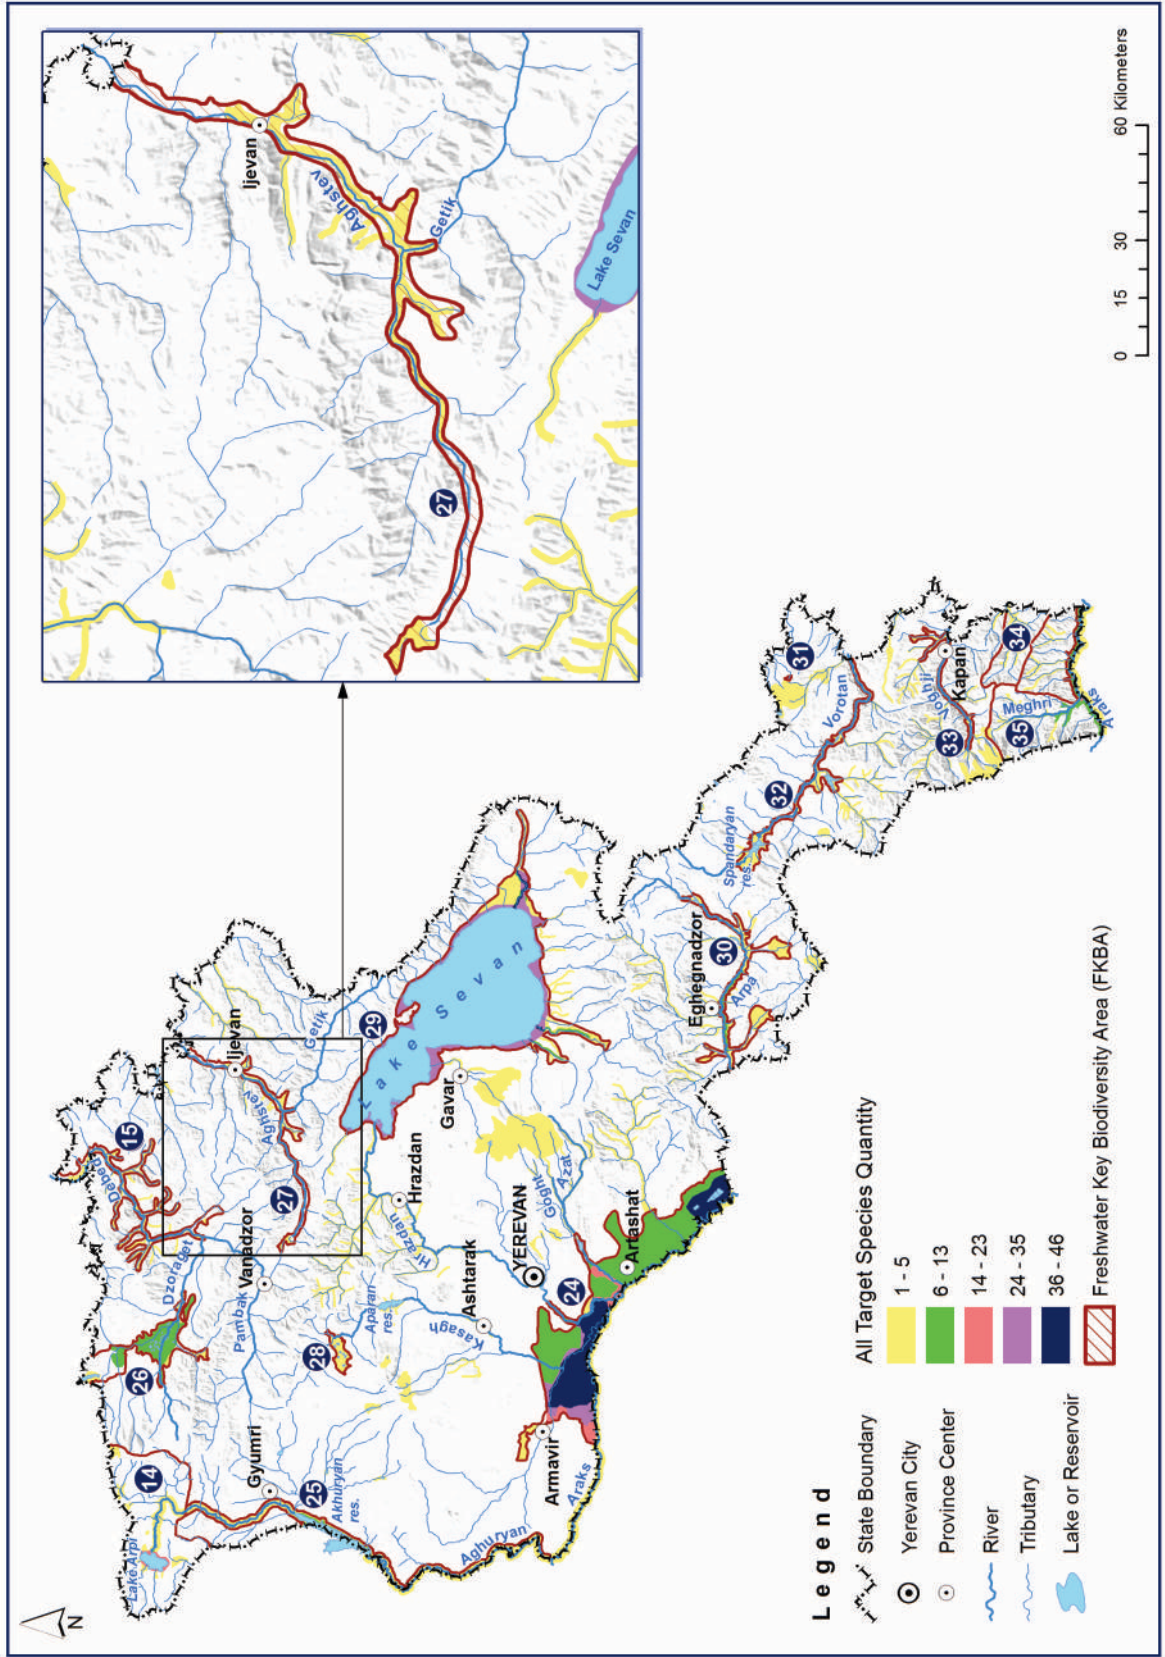 N
Lake Arpi
14
Gyumri
25
Akhuryan
res.
Aghuryan
Araks
Armavir
26
Dzoraget
Debed
15
Pambak
Vanadzor
28
Aparan
res.
Kasagh
Ashtarak
YEREVAN
24
Artashat
Goght
Azat
Hrazdan
Hrazdan
27
Aghstev
Ijevan
Getik
29
Lake Sevan
Gavar
Eghegnadzor
30
Arpa
Spandaryan
res.
32
Vorotan
31
33
Voghji
Kapan
34
35
Meghri
Araks
27
Aghstev
Ijevan
Getik
Lake Sevan
Legend
State Boundary
Yerevan City
Province Center
River
Tributary
Lake or Reservoir
All Target Species Quantity
1 - 5
6 - 13
14 - 23
24 - 35
36 - 46
Freshwater Key Biodiversity Area (FKBA)
0 15 30 60 Kilometers